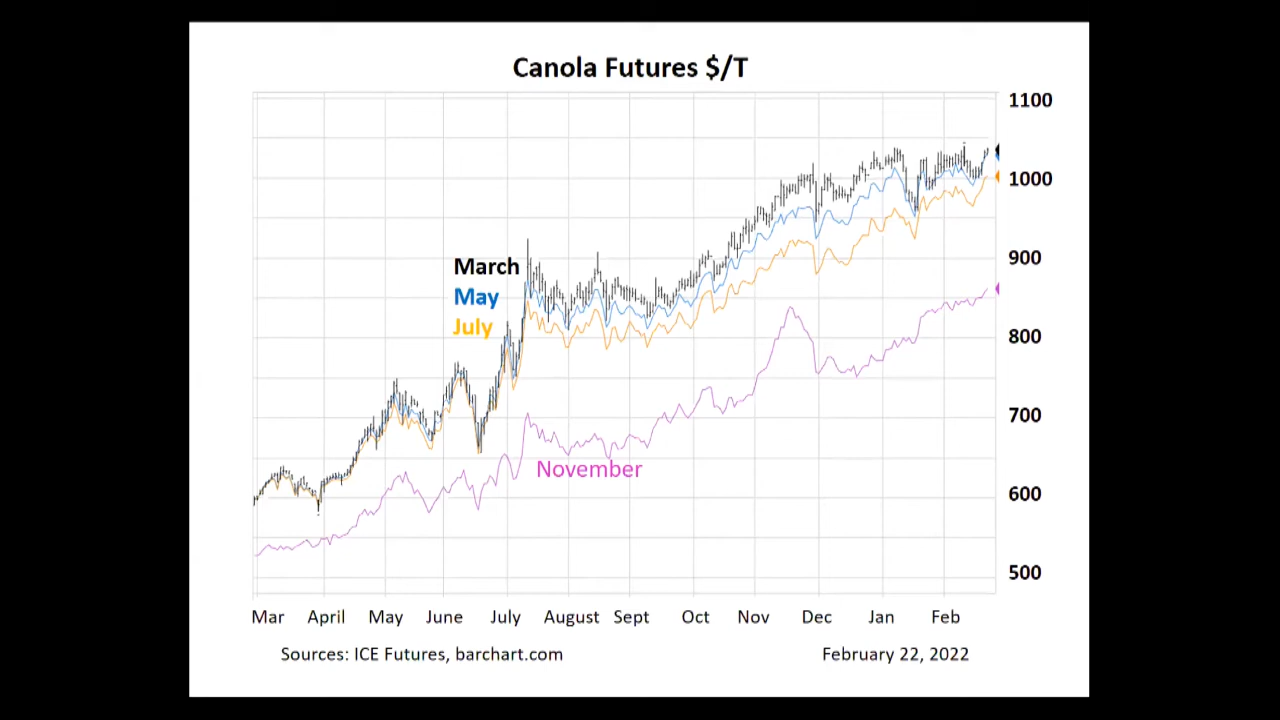 Canola Futures $/T
1100
1000
900
800
700
600
500
March
May
July
November
Mar April May June July August Sept Oct Nov Dec Jan Feb
Sources: ICE Futures, barchart.com
February 22, 2022